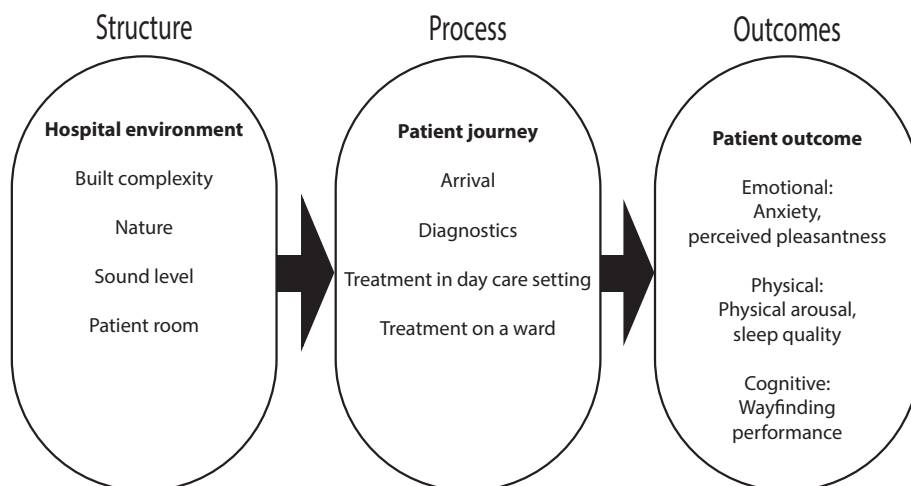 Structure
Process
Outcomes
Hospital environment
Built complexity
Nature
Sound level
Patient room
Patient journey
Arrival
Diagnostics
Treatment in day care setting
Treatment on a ward
Patient outcome
Emotional:
Anxiety,
perceived pleasantness
Physical:
Physical arousal,
sleep quality
Cognitive:
Wayfinding
performance